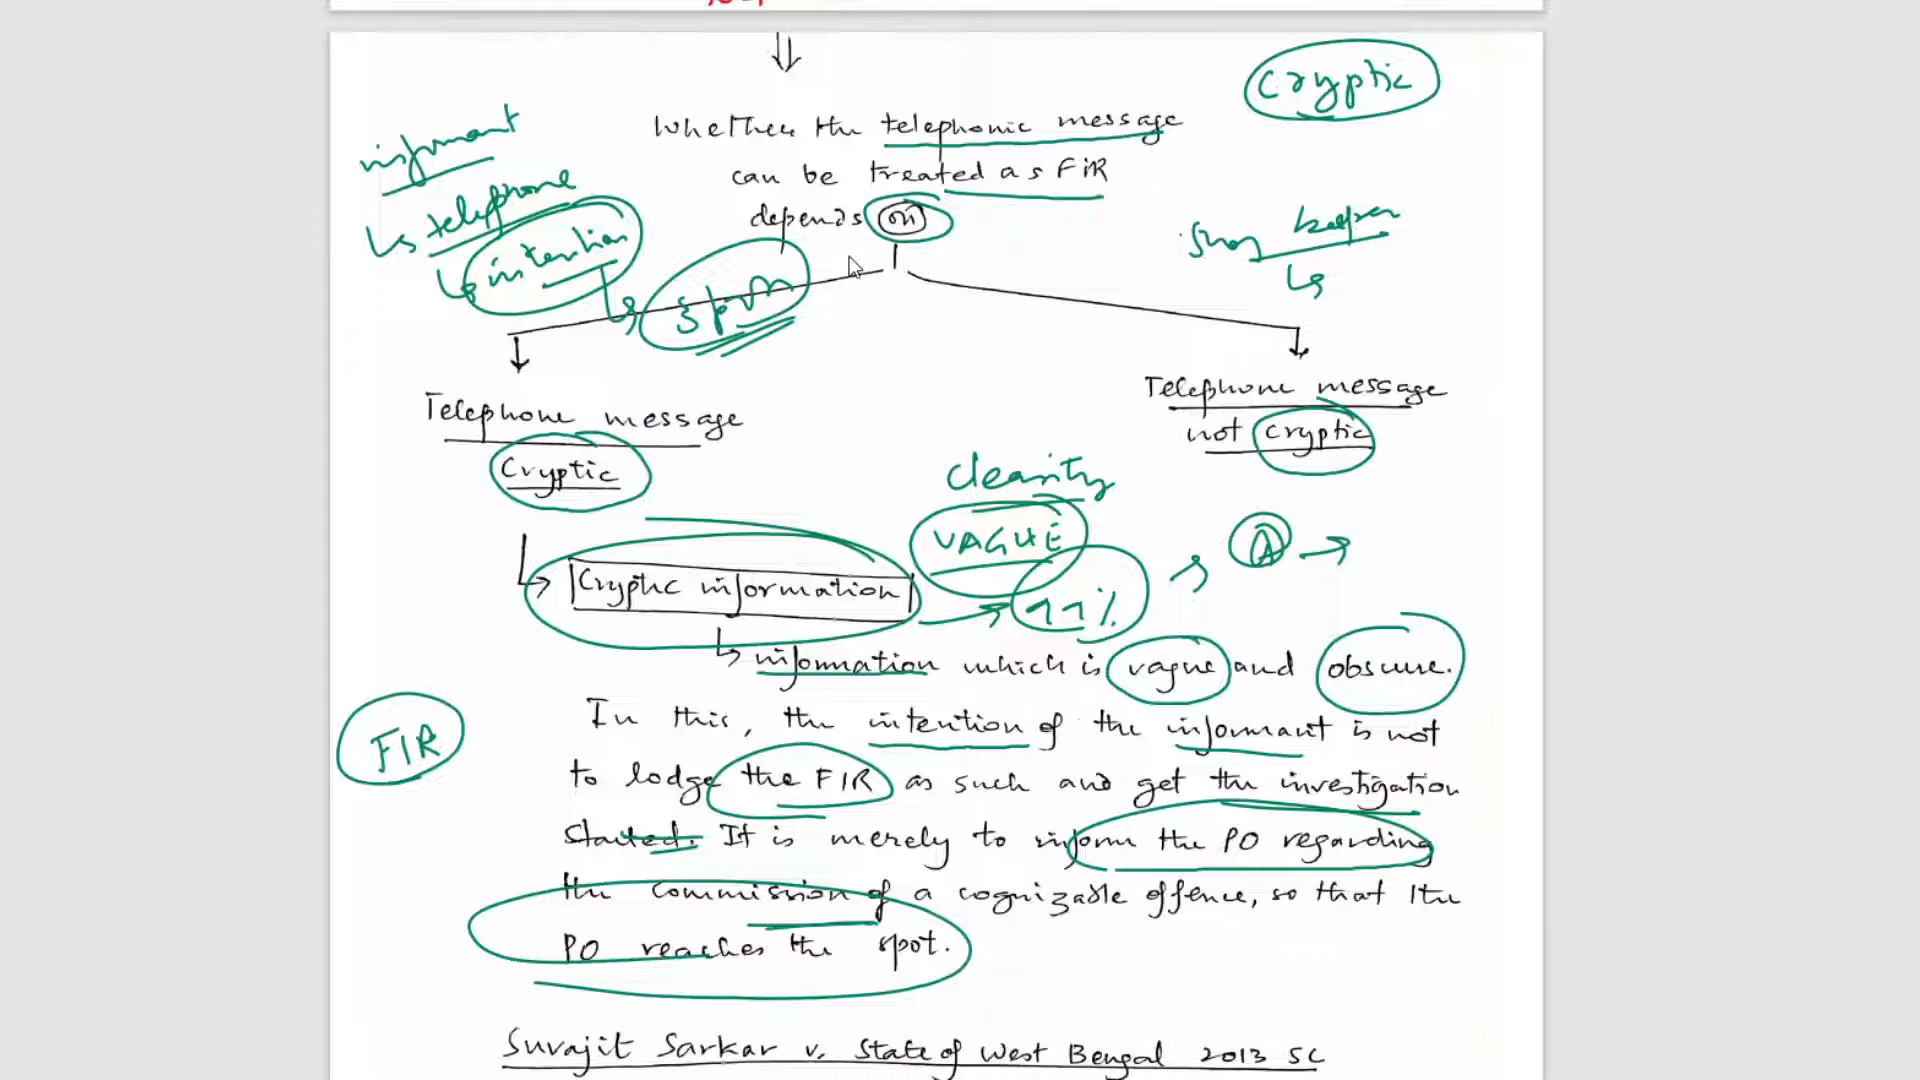 Cryptic
Whether the telephonic message
can be treated as FIR
depends on
informant
↳ telephone
↳ intention
↳ spot
keeper
↳
Telephone message
Cryptic
Telephone message
not Cryptic
clearity
VAGUE
99%
A →
↳ Cryptic information
↳ information which is vague and obscure.
In this, the intention of the informant is not
to lodge the FIR as such and get the investigation
started. It is merely to inform the PO regarding
the commission of a cognizable offence, so that the
PO reaches the spot.
FIR
Suvajit Sarkar v. State of West Bengal 2013 SC